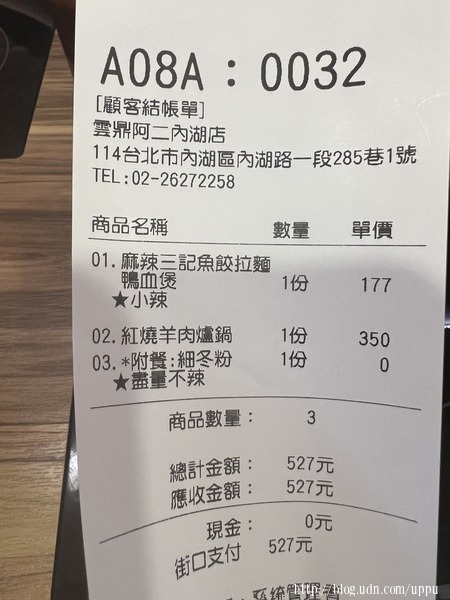 A08A : 0032
[顧客結帳單]
雲鼎阿二內湖店
114台北市內湖區內湖路一段285巷1號
TEL:02-26272258
商品名稱 數量 單價
01.麻辣三記魚餃拉麵
鴨血煲 1份 177
★小辣
02.紅燒羊肉爐鍋 1份 350
03.*附餐:細冬粉 1份 0
★盡量不辣
商品數量: 3
總計金額: 527元
應收金額: 527元
現金: 0元
街口支付 527元
:系統管理者
http://blog.udn.com/uppu